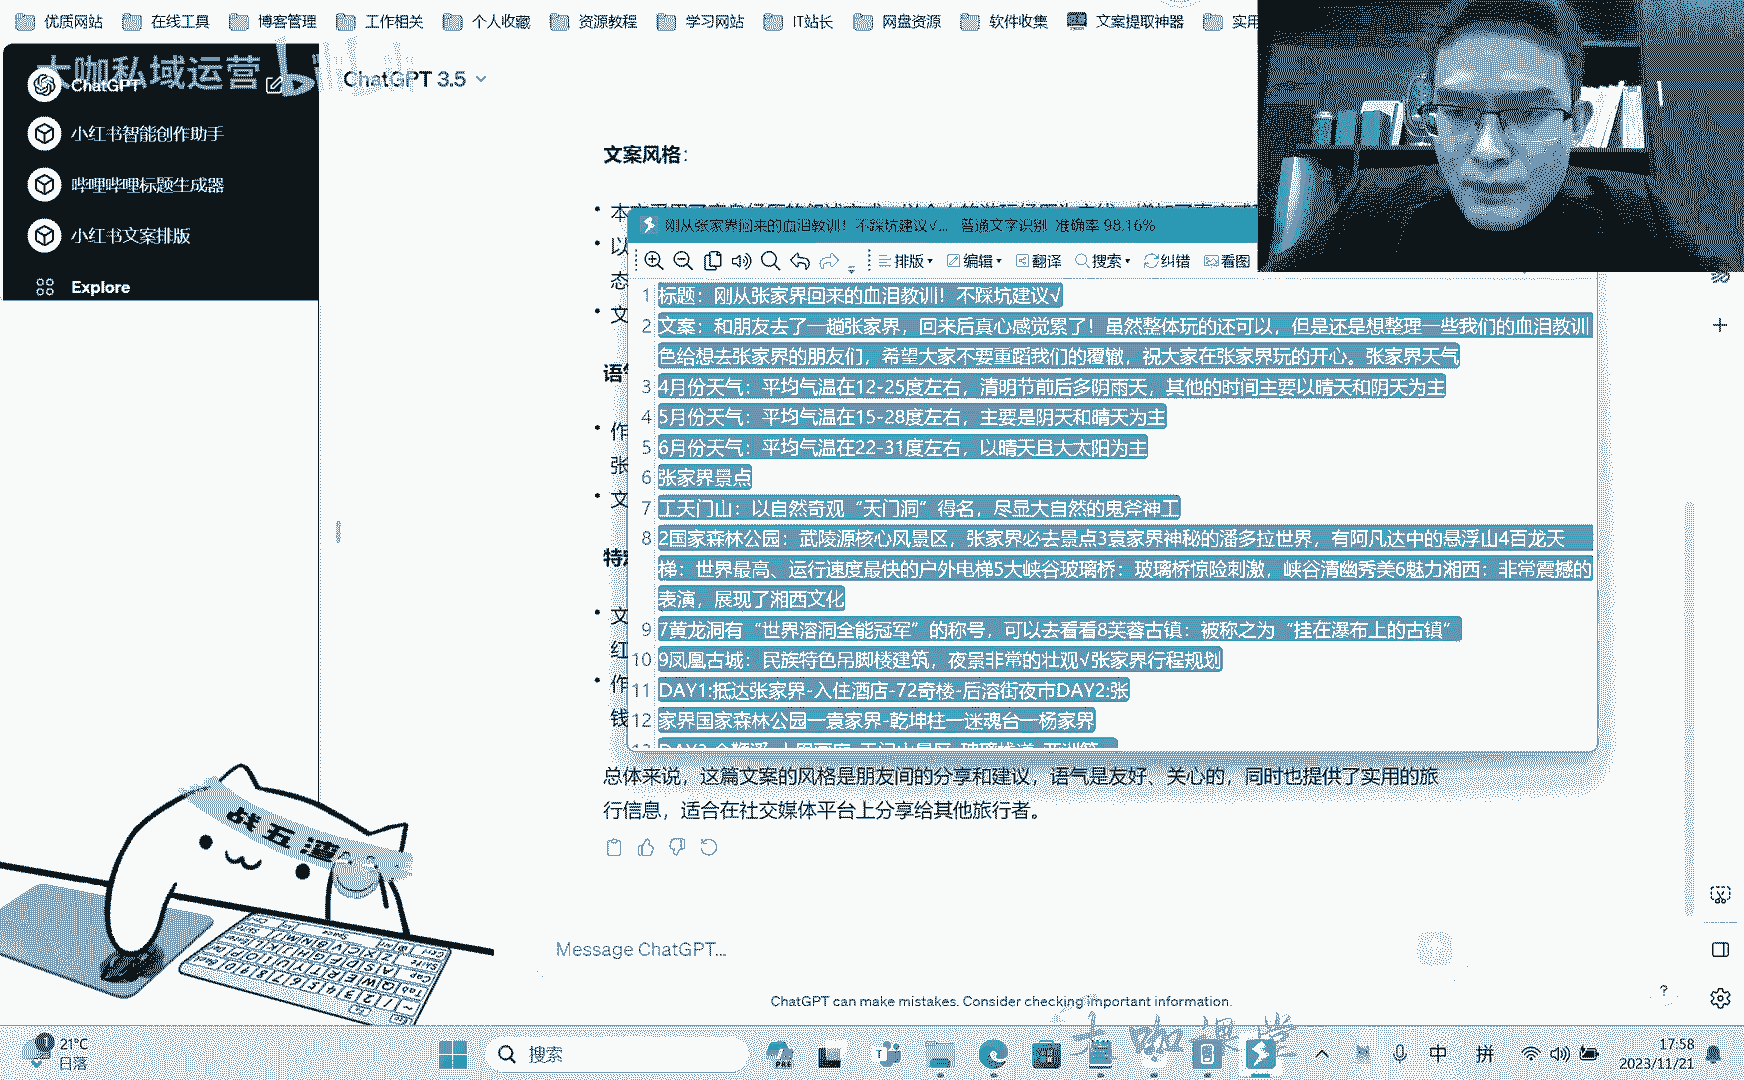 优质网站 在线工具 博客管理 工作相关 个人收藏 资源教程 学习网站 IT站长 网盘资源 软件收集 文案提取神器 实用
大咖私域运营 bilibili
ChatGPT
ChatGPT 3.5
小红书智能创作助手
哔哩哔哩标题生成器
小红书文案排版
Explore
文案风格：
刚从张家界回来的血泪教训！不踩坑建议√... 普通文字识别 准确率 98.16%
排版 编辑 翻译 搜索 纠错 看图
1 标题：刚从张家界回来的血泪教训！不踩坑建议√
2 文案：和朋友去了一趟张家界，回来后真心感觉累了！虽然整体玩的还可以，但是还是想整理一些我们的血泪教训
色给想去张家界的朋友们，希望大家不要重蹈我们的覆辙，祝大家在张家界玩的开心。张家界天气
3 4月份天气：平均气温在12-25度左右，清明节前后多阴雨天，其他的时间主要以晴天和阴天为主
4 5月份天气：平均气温在15-28度左右，主要是阴天和晴天为主
5 6月份天气：平均气温在22-31度左右，以晴天且大太阳为主
6 张家界景点
7 工天门山：以自然奇观“天门洞”得名，尽显大自然的鬼斧神工
8 2国家森林公园：武陵源核心风景区，张家界必去景点3袁家界神秘的潘多拉世界，有阿凡达中的悬浮山4百龙天
梯：世界最高、运行速度最快的户外电梯5大峡谷玻璃桥：玻璃桥惊险刺激，峡谷清幽秀美6魅力湘西：非常震撼的
表演，展现了湘西文化
9 7黄龙洞有“世界溶洞全能冠军”的称号，可以去看看8芙蓉古镇：被称之为“挂在瀑布上的古镇”
10 9凤凰古城：民族特色吊脚楼建筑，夜景非常的壮观√张家界行程规划
11 DAY1:抵达张家界-入住酒店-72奇楼-后溶街夜市DAY2:张
12 家界国家森林公园一袁家界-乾坤柱一迷魂台一杨家界
总体来说，这篇文案的风格是朋友间的分享和建议，语气是友好、关心的，同时也提供了实用的旅
行信息，适合在社交媒体平台上分享给其他旅行者。
战五渣
Message ChatGPT...
ChatGPT can make mistakes. Consider checking important information.
大咖课堂
21°C
日落
搜索
中 拼
17:58
2023/11/21